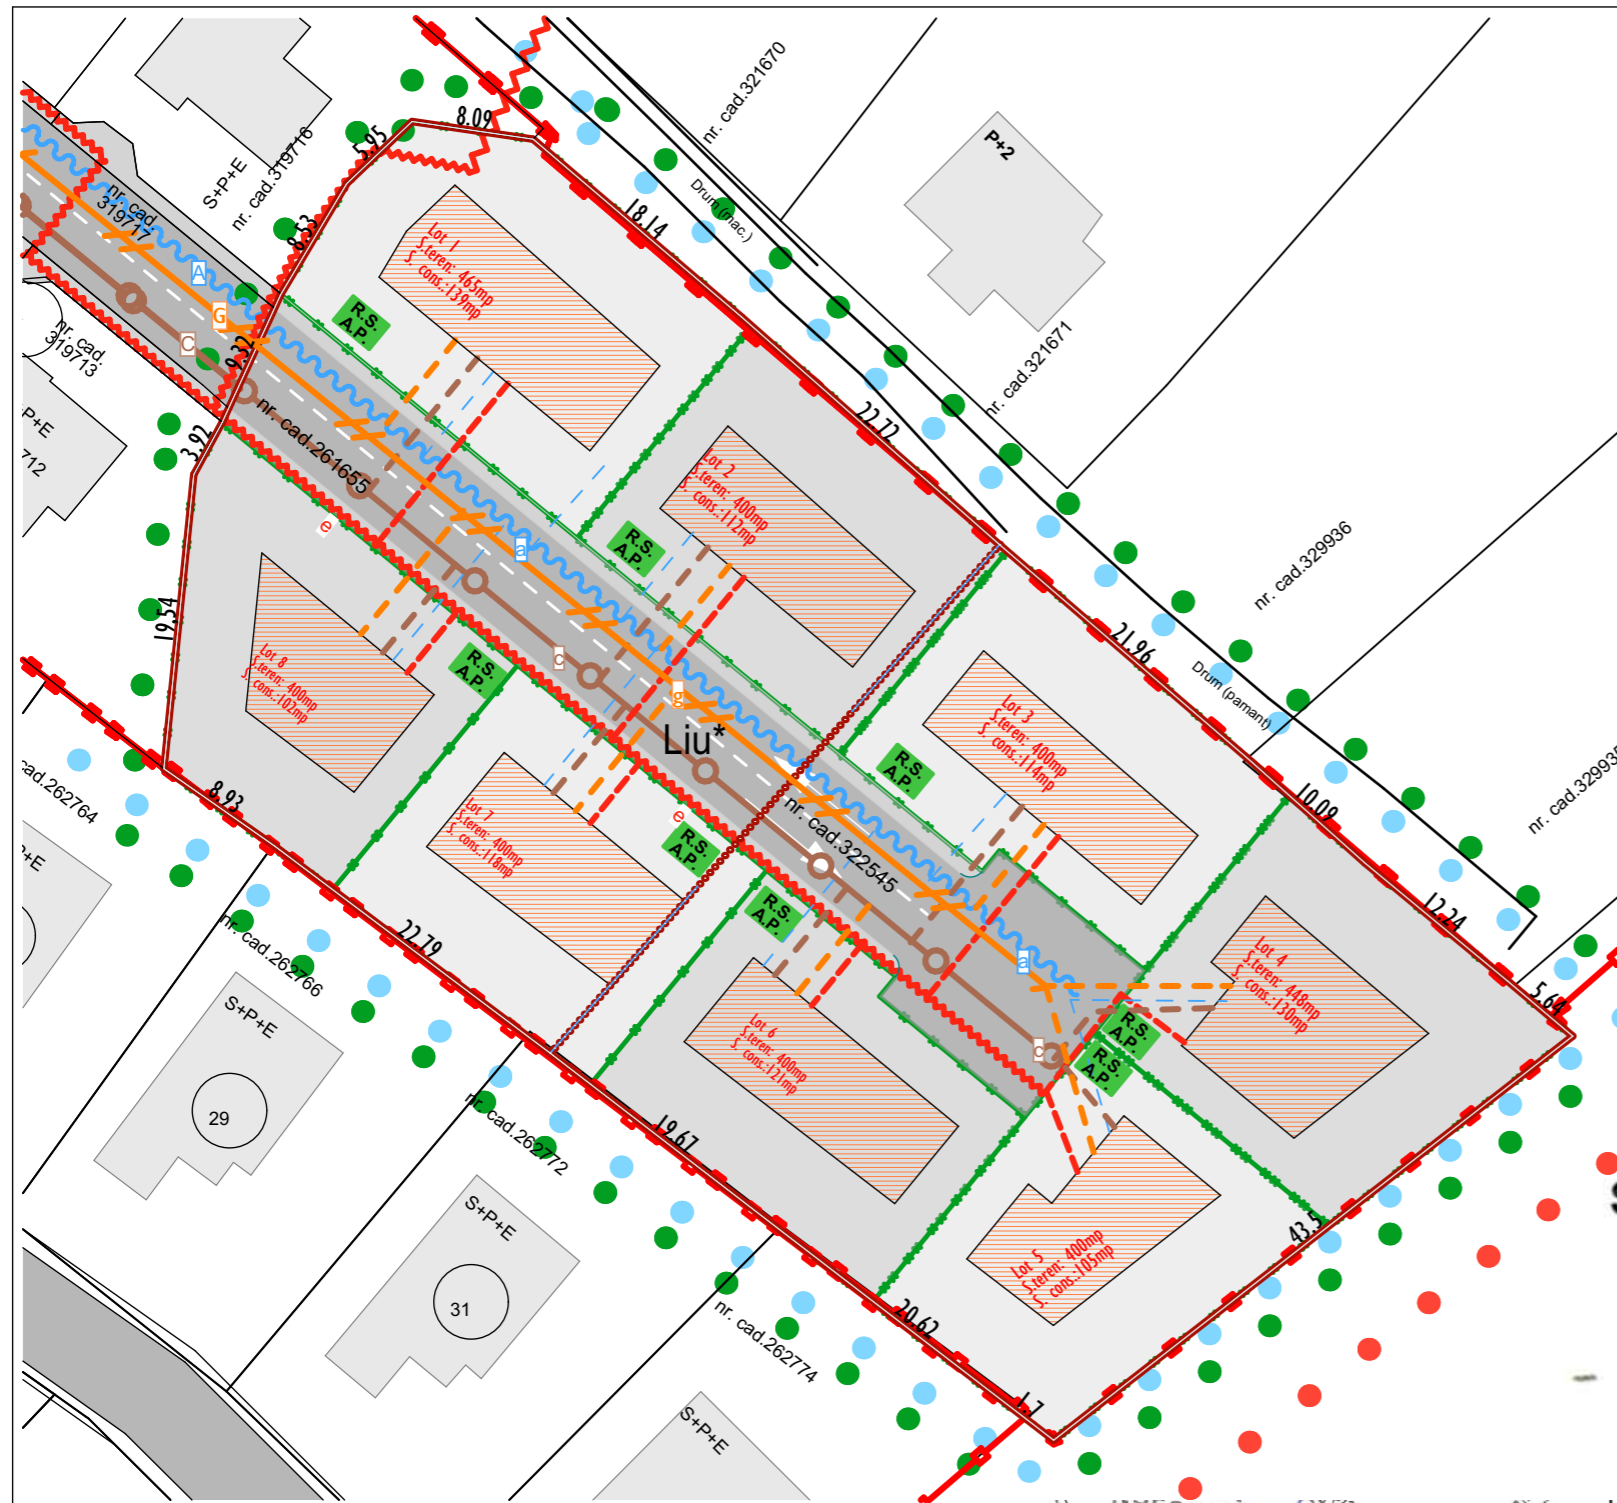 8.09
5.95
8.53
18.14
nr. cad.321670
P+2
S+P+E
nr. cad.319716
nr. cad.
319717
Drum (mac.)
A
G
C
9.32
3.92
nr. cad.
319713
P+E
712
Lot 1
S.teren: 465mp
S. cons.:139mp
R.S.
A.P.
nr. cad.261655
nr. cad.321671
22.72
Lot 2
S.teren: 400mp
S. cons.:112mp
R.S.
A.P.
e
a
c
g
nr. cad.329936
21.96
Drum (pamant)
19.54
Lot 8
S.teren: 400mp
S. cons.:102mp
R.S.
A.P.
Liu*
Lot 3
S.teren: 400mp
S. cons.:114mp
R.S.
A.P.
nr. cad.329935
10.09
cad.262764
8.93
Lot 7
S.teren: 400mp
S. cons.:118mp
e
R.S.
A.P.
nr. cad.322545
R.S.
A.P.
12.24
Lot 4
S.teren: 448mp
S. cons.:130mp
5.64
a
c
R.S.
A.P.
R.S.
A.P.
P+E
nr. cad.262766
22.79
S+P+E
29
Lot 6
S.teren: 400mp
S. cons.:121mp
nr. cad.262772
19.67
S+P+E
31
Lot 5
S.teren: 400mp
S. cons.:105mp
43.5
20.62
nr. cad.262774
1.7
S+P+E